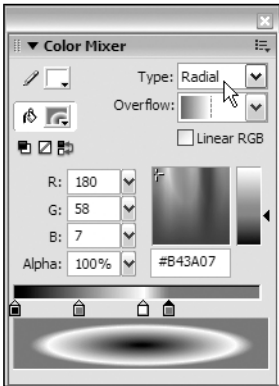 Color Mixer
Type: Radial
Overflow:
Linear RGB
R: 180
G: 58
B: 7
Alpha: 100% #B43A07